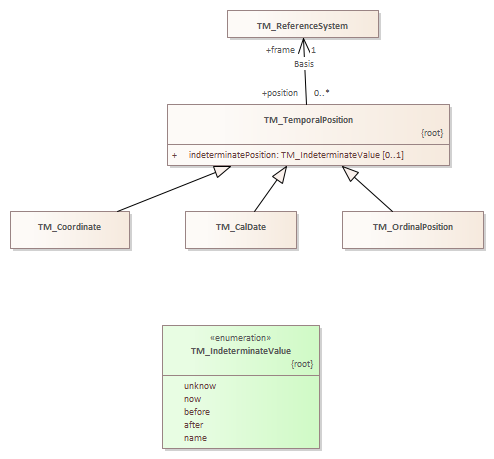 TM_ReferenceSystem
+frame 1
Basis
+position 0..*
TM_TemporalPosition
{root}
+ indeterminatePosition: TM_IndeterminateValue [0..1]
TM_Coordinate
TM_CalDate
TM_OrdinalPosition
«enumeration»
TM_IndeterminateValue
{root}
unknow
now
before
after
name